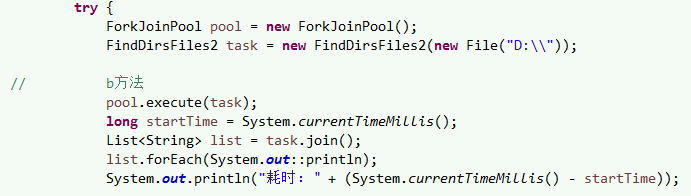 try {
ForkJoinPool pool = new ForkJoinPool();
FindDirsFiles2 task = new FindDirsFiles2(new File("D:\\"));
// b方法
pool.execute(task);
long startTime = System.currentTimeMillis();
List<String> list = task.join();
list.forEach(System.out::println);
System.out.println("耗时：" + (System.currentTimeMillis() - startTime));